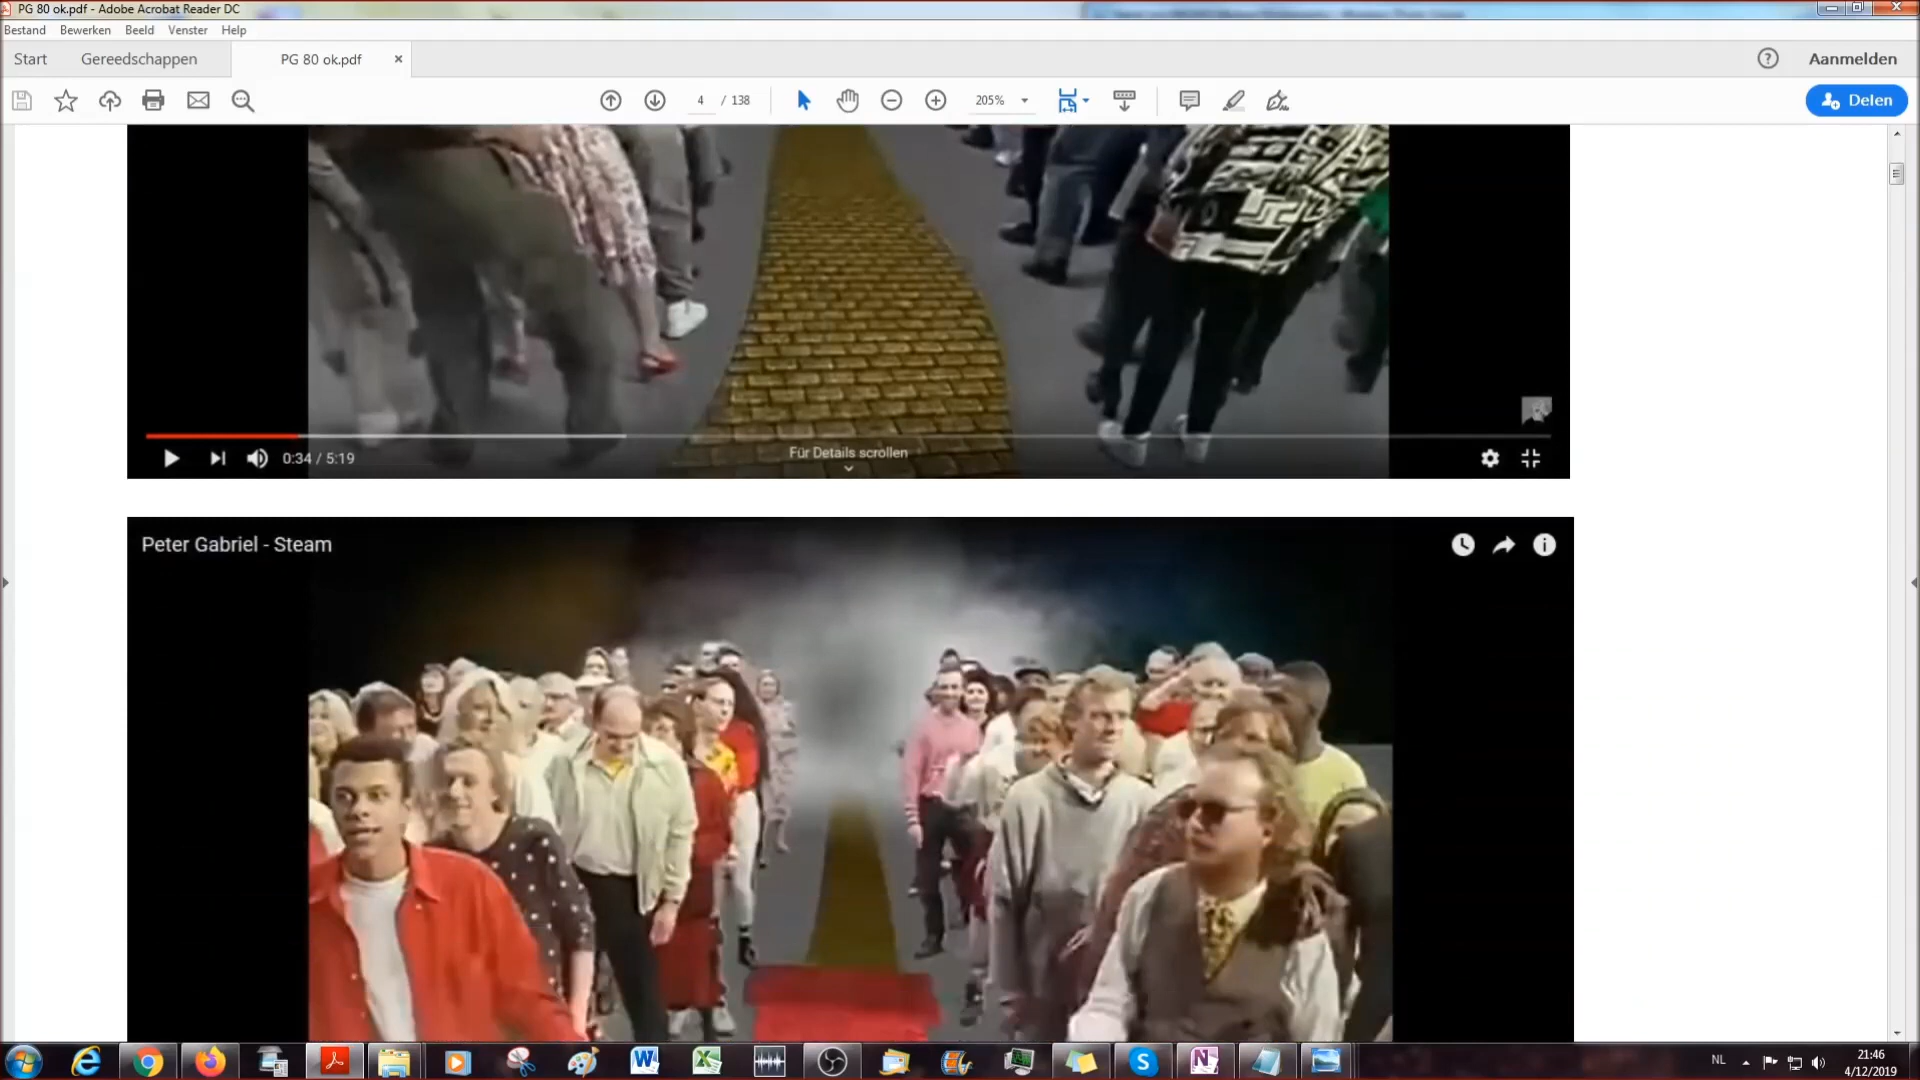 PG 80 ok.pdf - Adobe Acrobat Reader DC
Bestand Bewerken Beeld Venster Help
Start Gereedschappen PG 80 ok.pdf × Aanmelden
4 / 138 205% Delen
Für Details scrollen
0:34 / 5:19
Peter Gabriel - Steam
NL 21:46
4/12/2019